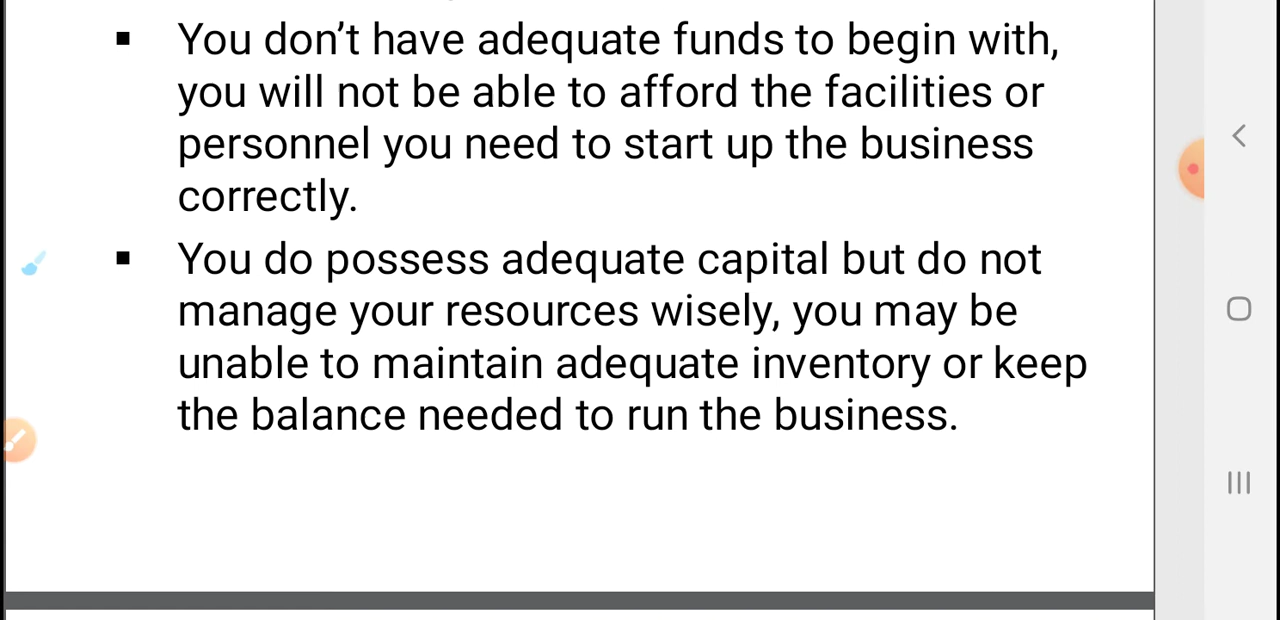 ▪ You don’t have adequate funds to begin with,
you will not be able to afford the facilities or
personnel you need to start up the business
correctly.
▪ You do possess adequate capital but do not
manage your resources wisely, you may be
unable to maintain adequate inventory or keep
the balance needed to run the business.